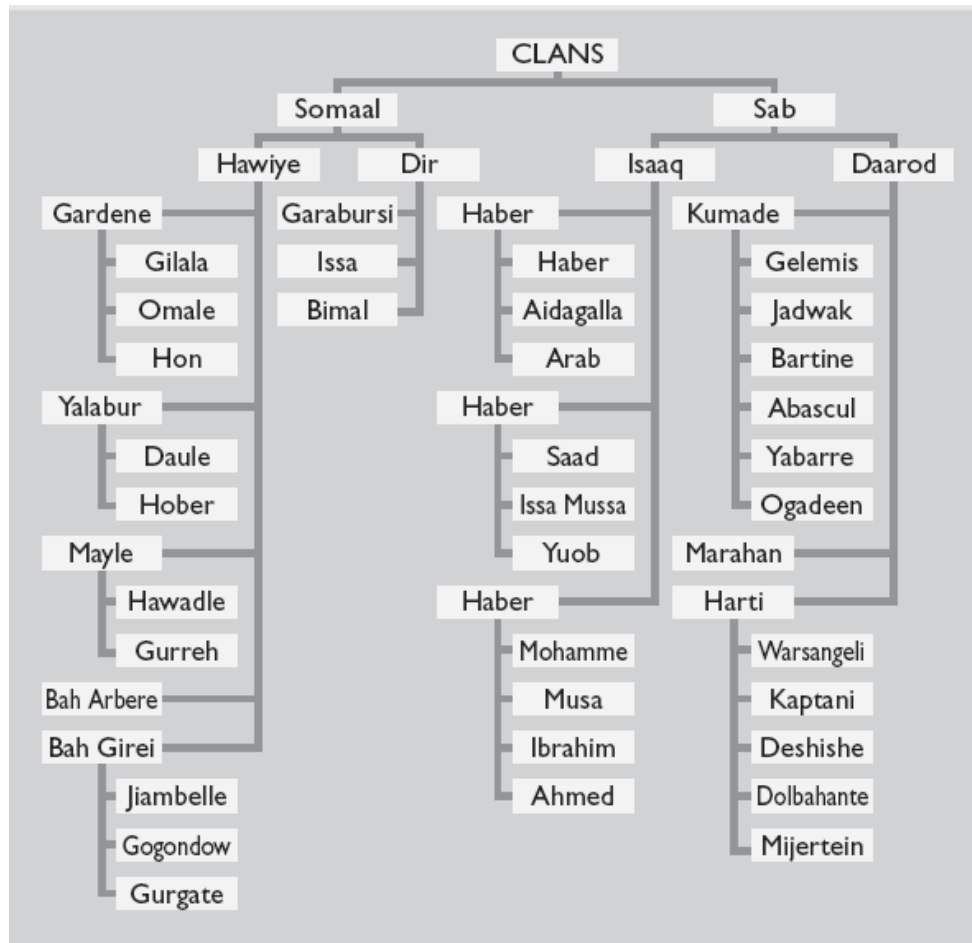 CLANS
Somaal
Sab
Hawiye
Dir
Isaaq
Daarod
Gardene
Gilala
Omale
Hon
Yalabur
Daule
Hober
Mayle
Hawadle
Gurreh
Bah Arbere
Bah Girei
Jiambelle
Gogondow
Gurgate
Garabursi
Issa
Bimal
Haber
Haber
Aidagalla
Arab
Haber
Saad
Issa Mussa
Yuob
Haber
Mohamme
Musa
Ibrahim
Ahmed
Kumade
Gelemis
Jadwak
Bartine
Abascul
Yabarre
Ogadeen
Marahan
Harti
Warsangeli
Kaptani
Deshishe
Dolbahante
Mijertein